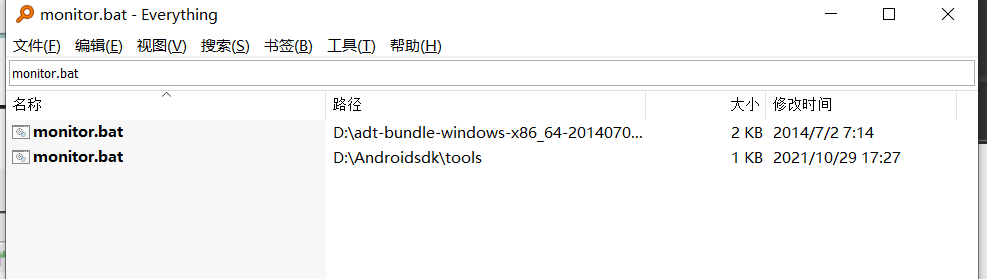 monitor.bat - Everything
文件(F) 编辑(E) 视图(V) 搜索(S) 书签(B) 工具(T) 帮助(H)
monitor.bat
名称 路径 大小 修改时间
monitor.bat D:\adt-bundle-windows-x86_64-2014070... 2 KB 2014/7/2 7:14
monitor.bat D:\Androidsdk\tools 1 KB 2021/10/29 17:27